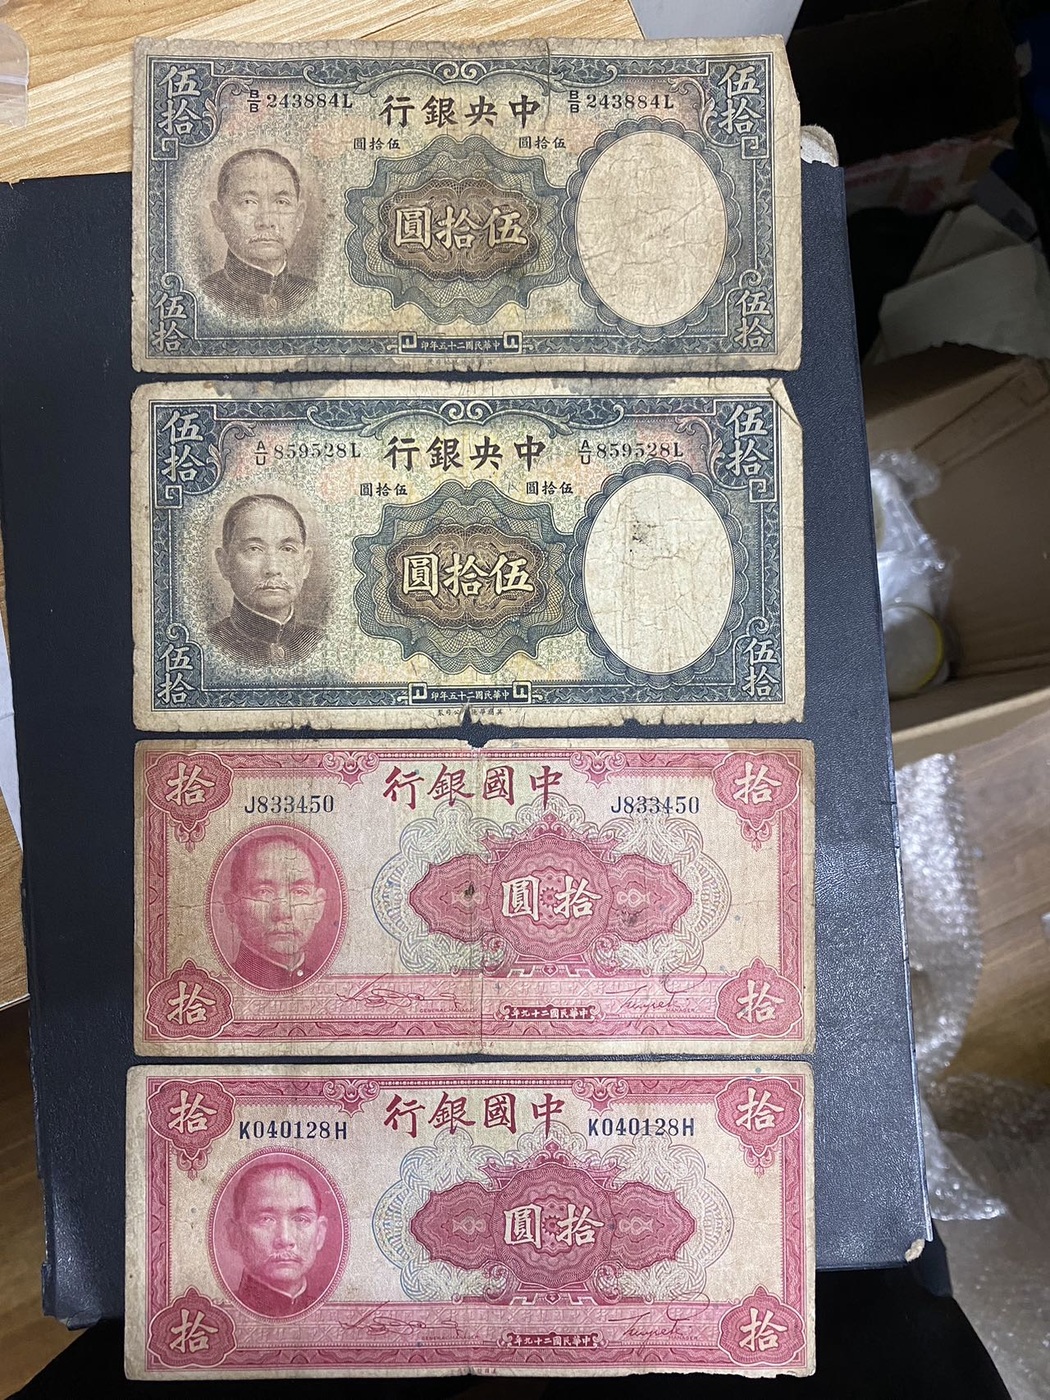 伍拾
伍拾
B/B 243884L
中央銀行
B/B 243884L
伍拾圓
伍拾圓
伍拾圓
伍拾
伍拾
中華民國二十五年印
伍拾
伍拾
A/U 859528L
中央銀行
A/U 859528L
伍拾圓
伍拾圓
伍拾圓
伍拾
伍拾
中華民國二十五年印
拾
中國銀行
拾
J833450
J833450
拾圓
拾
拾
中華民國二十九年
拾
中國銀行
拾
K040128H
K040128H
拾圓
拾
拾
中華民國二十九年